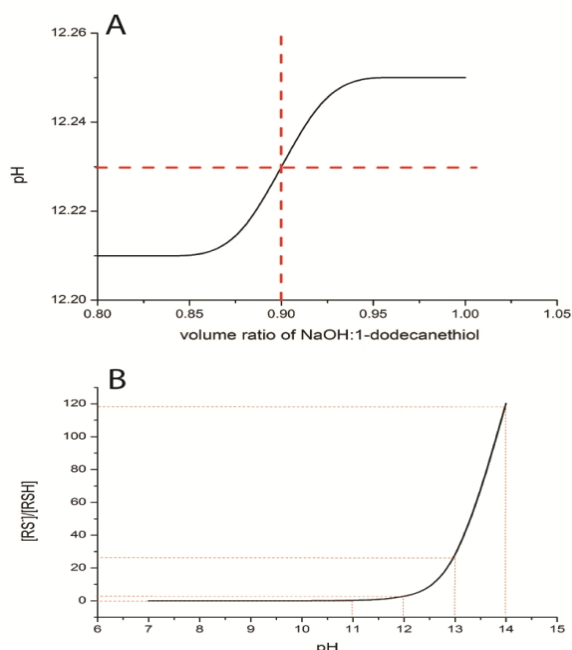 A
12.26
12.24
12.22
12.20
pH
0.80 0.85 0.90 0.95 1.00 1.05
volume ratio of NaOH:1-dodecanethiol
B
120
100
80
60
40
20
0
[RS⁻]/[RSH]
6 7 8 9 10 11 12 13 14 15
pH